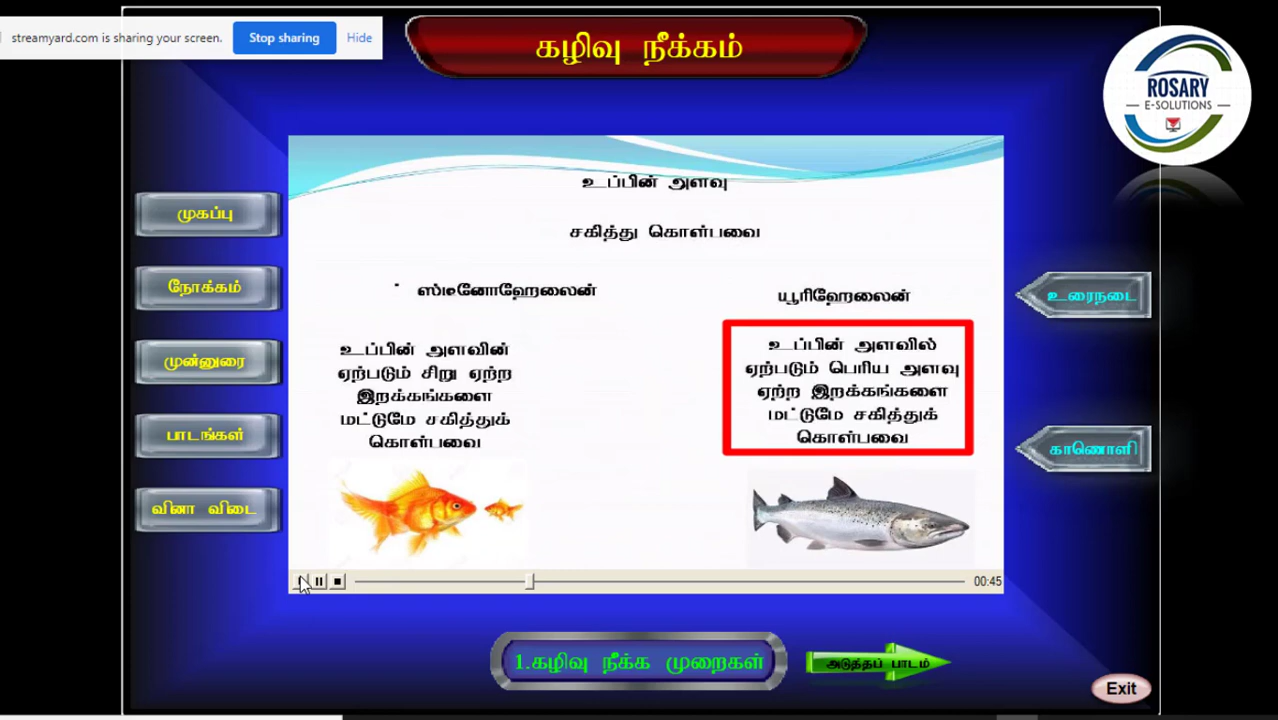 streamyard.com is sharing your screen. Stop sharing Hide
கழிவு நீக்கம்
ROSARY
E-SOLUTIONS
உப்பின் அளவு
சகித்து கொள்பவை
முகப்பு
நோக்கம்
முன்னுரை
பாடங்கள்
வினா விடை
ஸ்டீனோஹேலைன்
உப்பின் அளவின்
ஏற்படும் சிறு ஏற்ற
இறக்கங்களை
மட்டுமே சகித்துக்
கொள்பவை
யூரிஹேலைன்
உப்பின் அளவில்
ஏற்படும் பெரிய அளவு
ஏற்ற இறக்கங்களை
மட்டுமே சகித்துக்
கொள்பவை
உரைநடை
காணொளி
00:45
1.கழிவு நீக்க முறைகள்
அடுத்தப் பாடம்
Exit